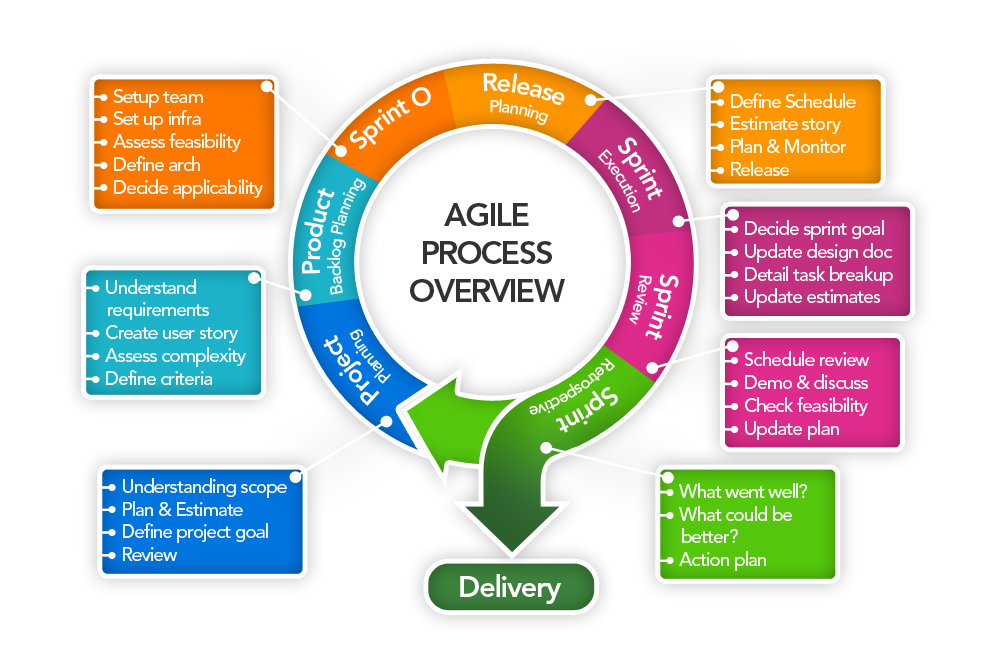 AGILE
PROCESS
OVERVIEW
Project
Planning
Understanding scope
Plan & Estimate
Define project goal
Review
Product
Backlog Planning
Understand
requirements
Create user story
Assess complexity
Define criteria
Sprint O
Setup team
Set up infra
Assess feasibility
Define arch
Decide applicability
Release
Planning
Define Schedule
Estimate story
Plan & Monitor
Release
Sprint
Execution
Decide sprint goal
Update design doc
Detail task breakup
Update estimates
Sprint
Review
Schedule review
Demo & discuss
Check feasibility
Update plan
Sprint
Retrospective
What went well?
What could be
better?
Action plan
Delivery